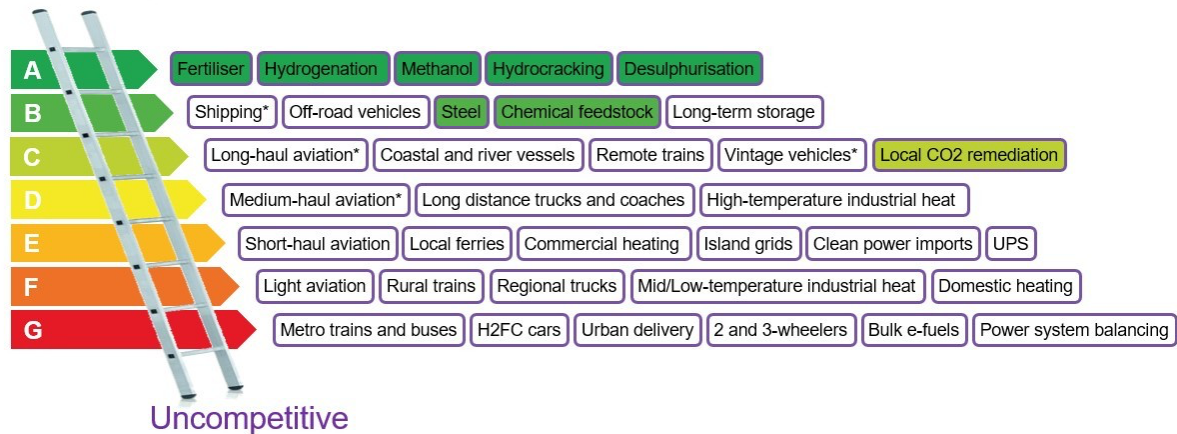 A Fertiliser Hydrogenation Methanol Hydrocracking Desulphurisation
B Shipping* Off-road vehicles Steel Chemical feedstock Long-term storage
C Long-haul aviation* Coastal and river vessels Remote trains Vintage vehicles* Local CO2 remediation
D Medium-haul aviation* Long distance trucks and coaches High-temperature industrial heat
E Short-haul aviation Local ferries Commercial heating Island grids Clean power imports UPS
F Light aviation Rural trains Regional trucks Mid/Low-temperature industrial heat Domestic heating
G Metro trains and buses H2FC cars Urban delivery 2 and 3-wheelers Bulk e-fuels Power system balancing
Uncompetitive